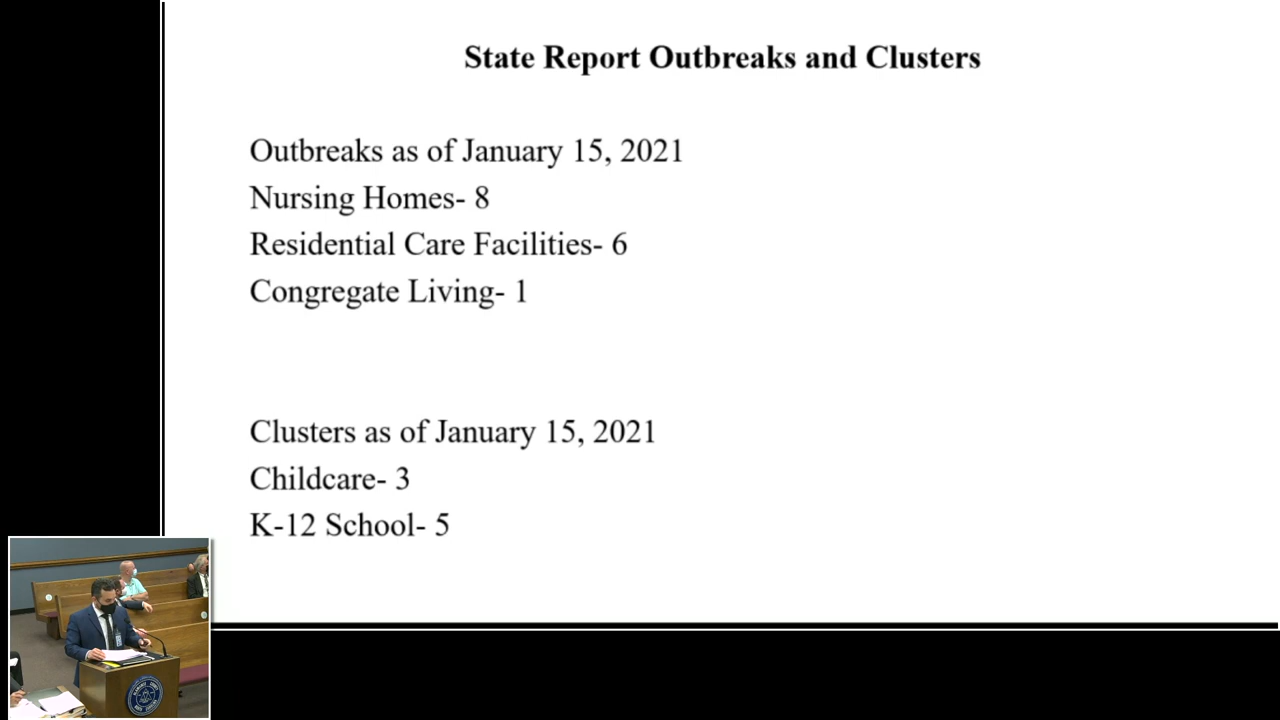 State Report Outbreaks and Clusters
Outbreaks as of January 15, 2021
Nursing Homes- 8
Residential Care Facilities- 6
Congregate Living- 1
Clusters as of January 15, 2021
Childcare- 3
K-12 School- 5